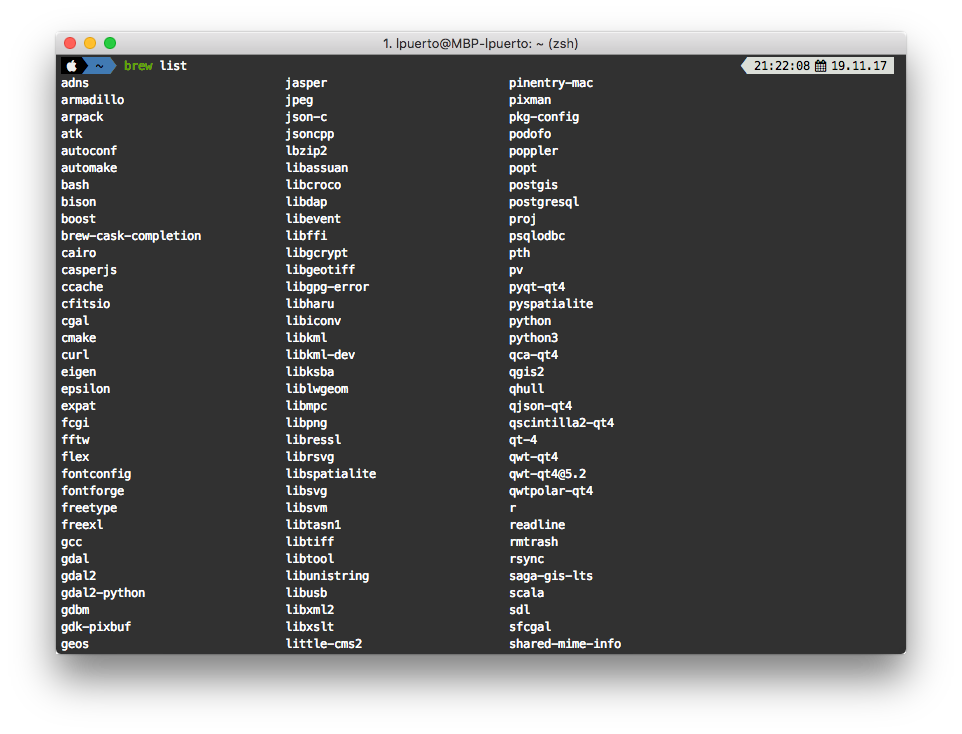 1. lpuerto@MBP-lpuerto: ~ (zsh)
~ brew list 21:22:08 19.11.17
adns jasper pinentry-mac
armadillo jpeg pixman
arpack json-c pkg-config
atk jsoncpp podofo
autoconf lbzip2 poppler
automake libassuan popt
bash libcroco postgis
bison libdap postgresql
boost libevent proj
brew-cask-completion libffi psqlodbc
cairo libgcrypt pth
casperjs libgeotiff pv
ccache libgpg-error pyqt-qt4
cfitsio libharu pyspatialite
cgal libiconv python
cmake libkml python3
curl libkml-dev qca-qt4
eigen libksba qgis2
epsilon liblwgeom qhull
expat libmpc qjson-qt4
fcgi libpng qscintilla2-qt4
fftw libressl qt-4
flex librsvg qwt-qt4
fontconfig libspatialite qwt-qt4@5.2
fontforge libsvg qwtpolar-qt4
freetype libsvm r
freexl libtasn1 readline
gcc libtiff rmtrash
gdal libtool rsync
gdal2 libunistring saga-gis-lts
gdal2-python libusb scala
gdbm libxml2 sdl
gdk-pixbuf libxslt sfcgal
geos little-cms2 shared-mime-info